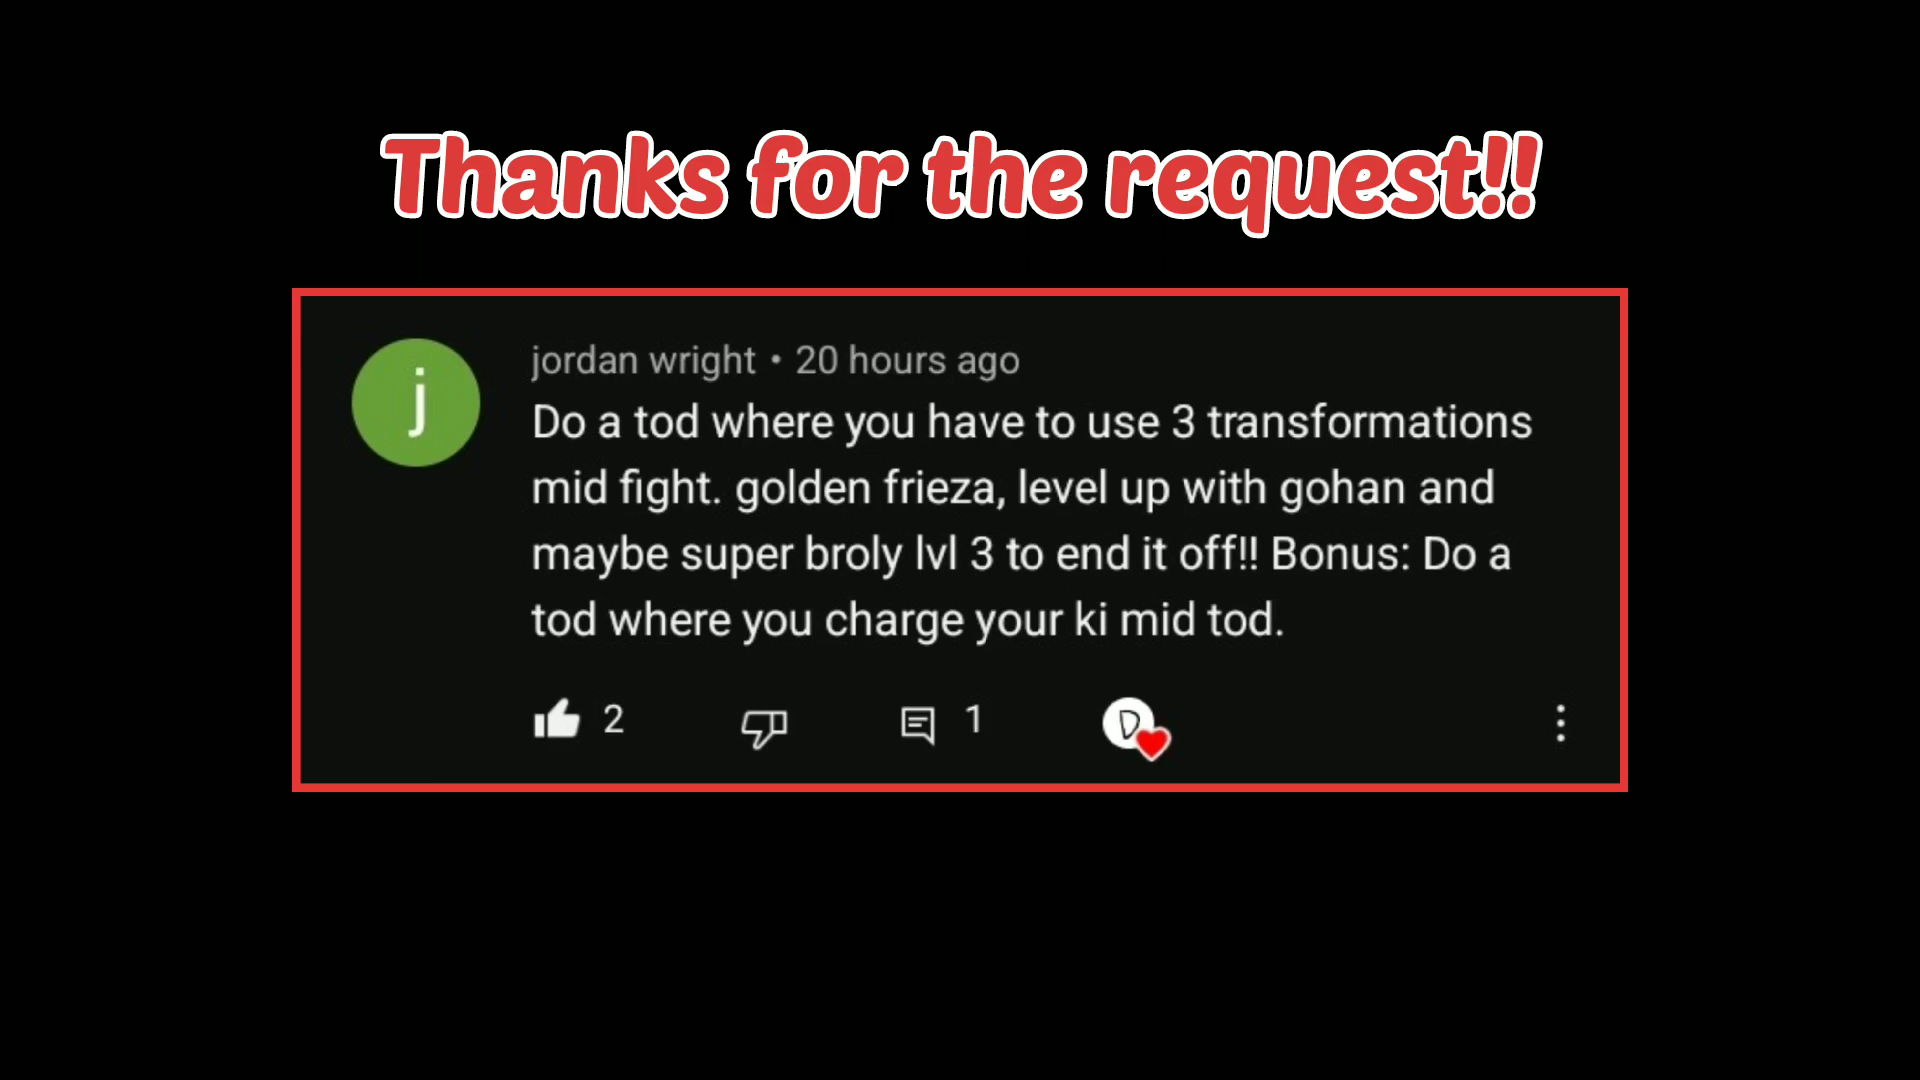 Thanks for the request!!
j
jordan wright • 20 hours ago
Do a tod where you have to use 3 transformations
mid fight. golden frieza, level up with gohan and
maybe super broly lvl 3 to end it off!! Bonus: Do a
tod where you charge your ki mid tod.
2
1
D